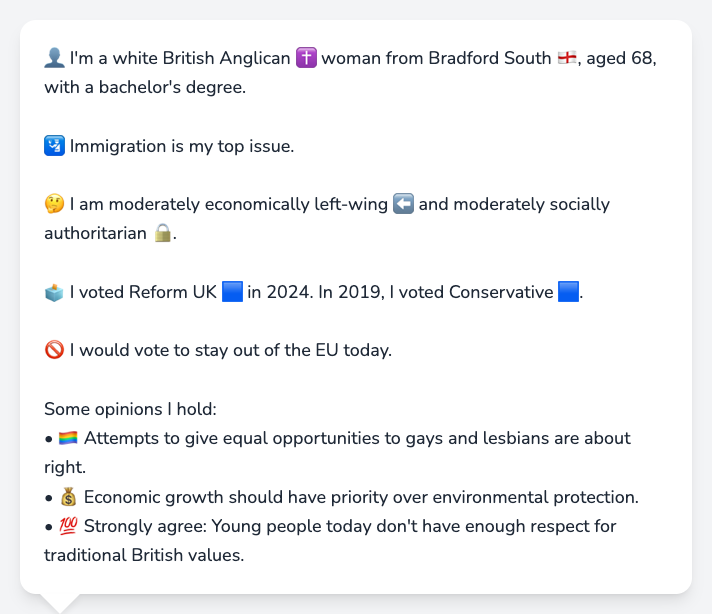 👤 I'm a white British Anglican ✝️ woman from Bradford South 🏴󠁧󠁢󠁥󠁮󠁧󠁿, aged 68,
with a bachelor's degree.
🛂 Immigration is my top issue.
🤔 I am moderately economically left-wing ⬅️ and moderately socially
authoritarian 🔒.
🗳️ I voted Reform UK 🟦 in 2024. In 2019, I voted Conservative 🟦.
🚫 I would vote to stay out of the EU today.
Some opinions I hold:
• 🏳️‍🌈 Attempts to give equal opportunities to gays and lesbians are about
right.
• 💰 Economic growth should have priority over environmental protection.
• 💯 Strongly agree: Young people today don't have enough respect for
traditional British values.